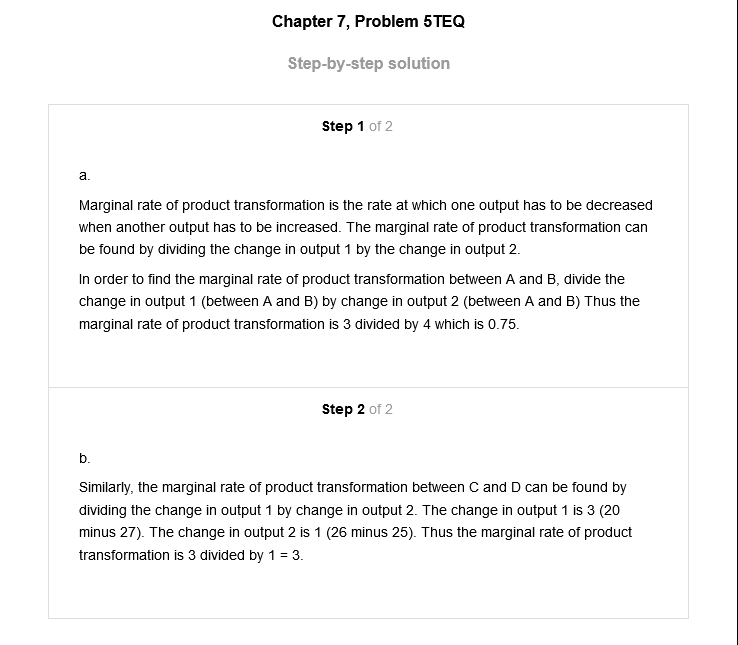 Chapter 7, Problem 5TEQ
Step-by-step solution
Step 1 of 2
a.
Marginal rate of product transformation is the rate at which one output has to be decreased
when another output has to be increased. The marginal rate of product transformation can
be found by dividing the change in output 1 by the change in output 2.
In order to find the marginal rate of product transformation between A and B, divide the
change in output 1 (between A and B) by change in output 2 (between A and B) Thus the
marginal rate of product transformation is 3 divided by 4 which is 0.75.
Step 2 of 2
b.
Similarly, the marginal rate of product transformation between C and D can be found by
dividing the change in output 1 by change in output 2. The change in output 1 is 3 (20
minus 27). The change in output 2 is 1 (26 minus 25). Thus the marginal rate of product
transformation is 3 divided by 1 = 3.